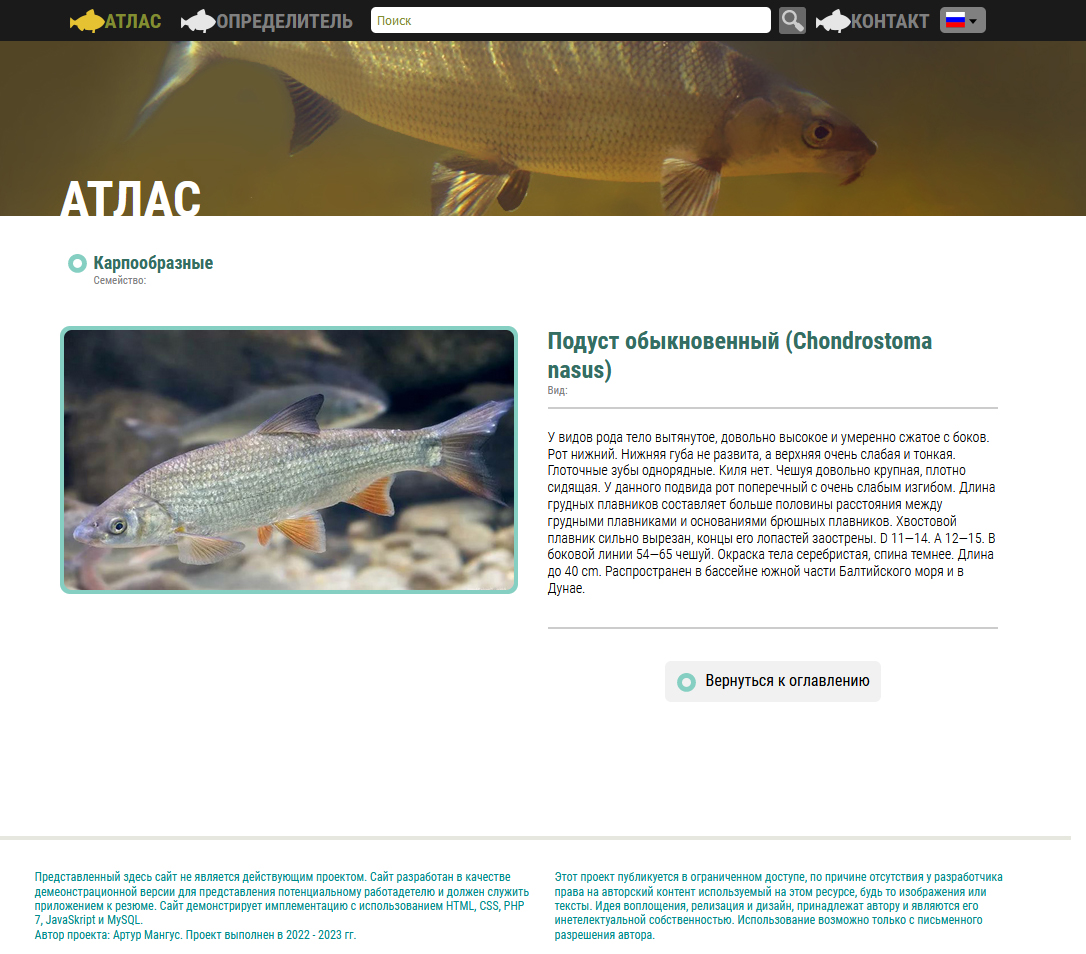 АТЛАС
ОПРЕДЕЛИТЕЛЬ
Поиск
КОНТАКТ
АТЛАС
Карпообразные
Семейство:
Подуст обыкновенный (Chondrostoma
nasus)
Вид:
У видов рода тело вытянутое, довольно высокое и умеренно сжатое с боков.
Рот нижний. Нижняя губа не развита, а верхняя очень слабая и тонкая.
Глоточные зубы однорядные. Киля нет. Чешуя довольно крупная, плотно
сидящая. У данного подвида рот поперечный с очень слабым изгибом. Длина
грудных плавников составляет больше половины расстояния между
грудными плавниками и основаниями брюшных плавников. Хвостовой
плавник сильно вырезан, концы его лопастей заострены. D 11—14. А 12—15. В
боковой линии 54—65 чешуй. Окраска тела серебристая, спина темнее. Длина
до 40 cm. Распространен в бассейне южной части Балтийского моря и в
Дунае.
Вернуться к оглавлению
Представленный здесь сайт не является действующим проектом. Сайт разработан в качестве
демеонстрационной версии для представления потенциальному работадетелю и должен служить
приложением к резюме. Сайт демонстрирует имплементацию с использованием HTML, CSS, PHP
7, JavaSkript и MySQL.
Автор проекта: Артур Мангус. Проект выполнен в 2022 - 2023 гг.
Этот проект публикуется в ограниченном доступе, по причине отсутствия у разработчика
права на авторский контент используемый на этом ресурсе, будь то изображения или
тексты. Идея воплощения, релизация и дизайн, принадлежат автору и являются его
инетелектуальной собственностью. Использование возможно только с письменного
разрешения автора.